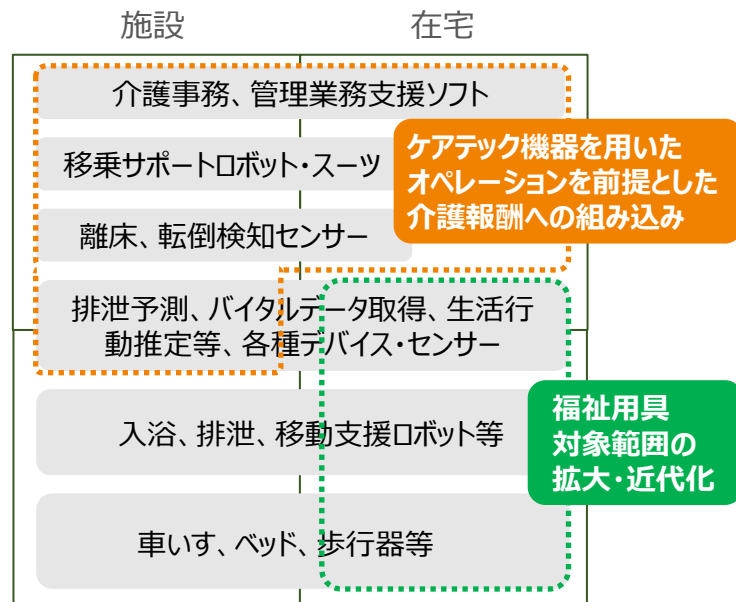 施設
在宅
介護事務、管理業務支援ソフト
移乗サポートロボット・スーツ
ケアテック機器を用いた
オペレーションを前提とした
介護報酬への組み込み
離床、転倒検知センサー
排泄予測、バイタルデータ取得、生活行
動推定等、各種デバイス・センサー
入浴、排泄、移動支援ロボット等
福祉用具
対象範囲の
拡大・近代化
車いす、ベッド、歩行器等